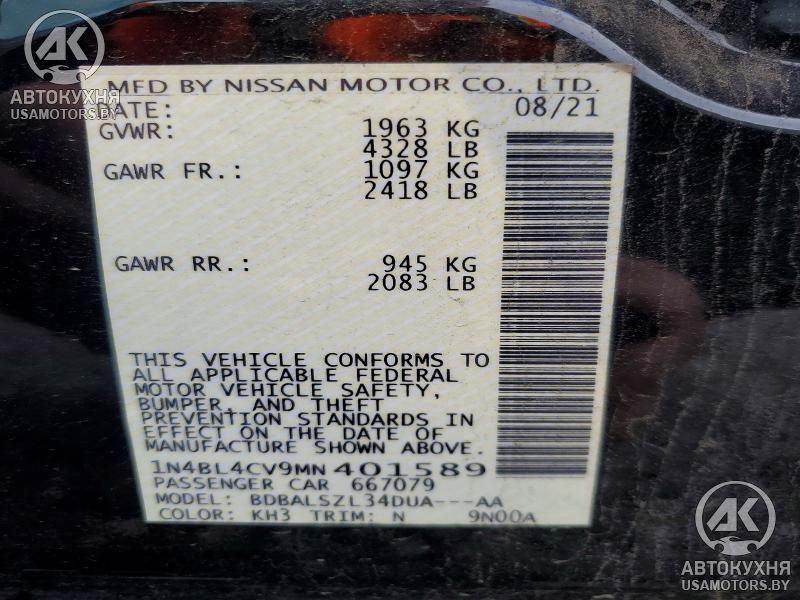 AK
АВТОКУХНЯ
USAMOTORS.BY
MFD BY NISSAN MOTOR CO., LTD.
DATE: 08/21
GVWR: 1963 KG
4328 LB
GAWR FR.: 1097 KG
2418 LB
GAWR RR.: 945 KG
2083 LB
THIS VEHICLE CONFORMS TO
ALL APPLICABLE FEDERAL
MOTOR VEHICLE SAFETY,
BUMPER, AND THEFT
PREVENTION STANDARDS IN
EFFECT ON THE DATE OF
MANUFACTURE SHOWN ABOVE.
1N4BL4CV9MN401589
PASSENGER CAR 667079
MODEL: BDBALSZL34DUA---AA
COLOR: KH3 TRIM: N 9N00A
AK
АВТОКУХНЯ
USAMOTORS.BY